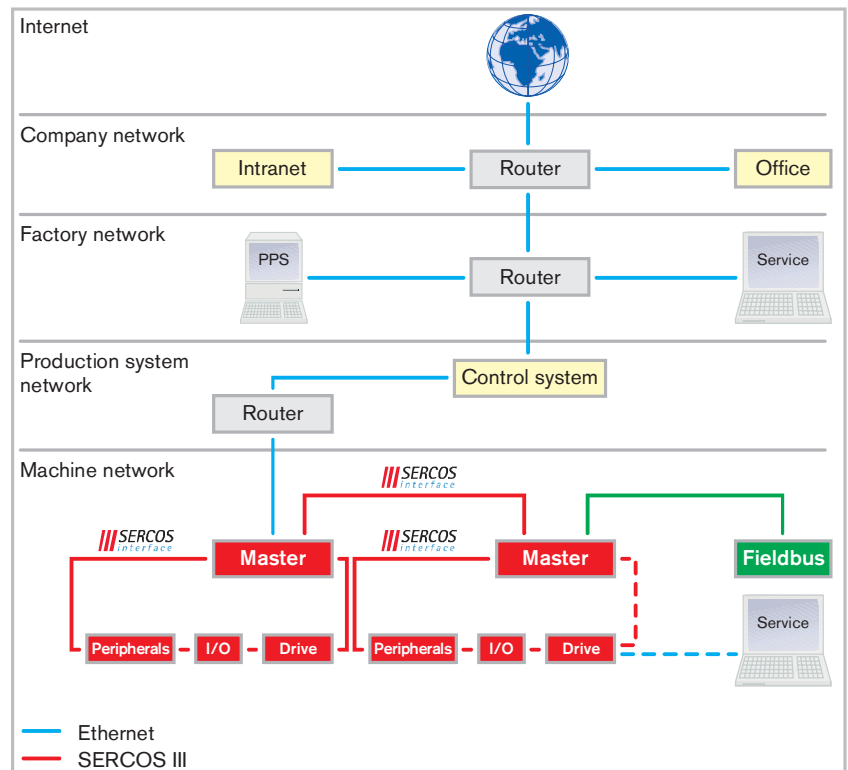 Internet
Company network
Intranet
Router
Office
Factory network
PPS
Router
Service
Production system
network
Control system
Router
Machine network
SERCOS
interface
SERCOS
interface
SERCOS
interface
Master
Master
Fieldbus
Peripherals
I/O
Drive
Peripherals
I/O
Drive
Service
Ethernet
SERCOS III